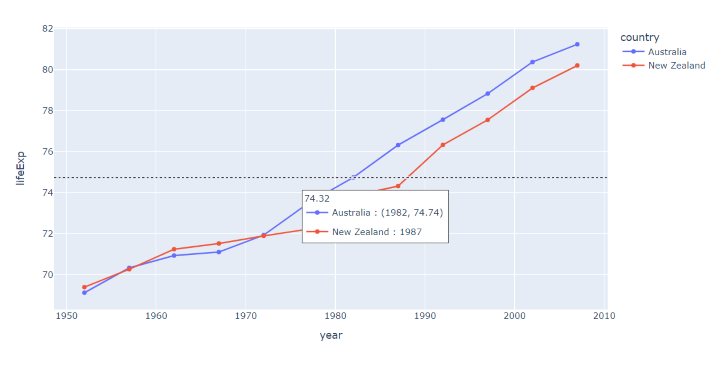 82
80
78
76
74
72
70
lifeExp
1950
1960
1970
1980
1990
2000
2010
year
country
Australia
New Zealand
74.32
Australia : (1982, 74.74)
New Zealand : 1987